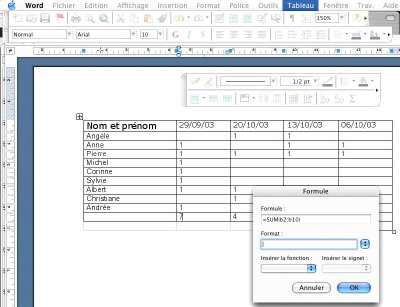 Word Fichier Edition Affichage Insertion Format Police Outils Tableau Fenêtre Trav. Aide
150%
Normal Arial 10 G I S
1/2 pt
Nom et prénom 29/09/03 20/10/03 13/10/03 06/10/03
Angèle 1 1
Anne 1 1 1
Pierre 1 1 1 1
Michel 1
Corinne 1
Sylvie 1
Albert 1 1
Christiane 1
Andrée 1
7 4
Formule
Formule :
=SUM(b2:b10)
Format :
Insérer la fonction : Insérer le signet :
Annuler OK